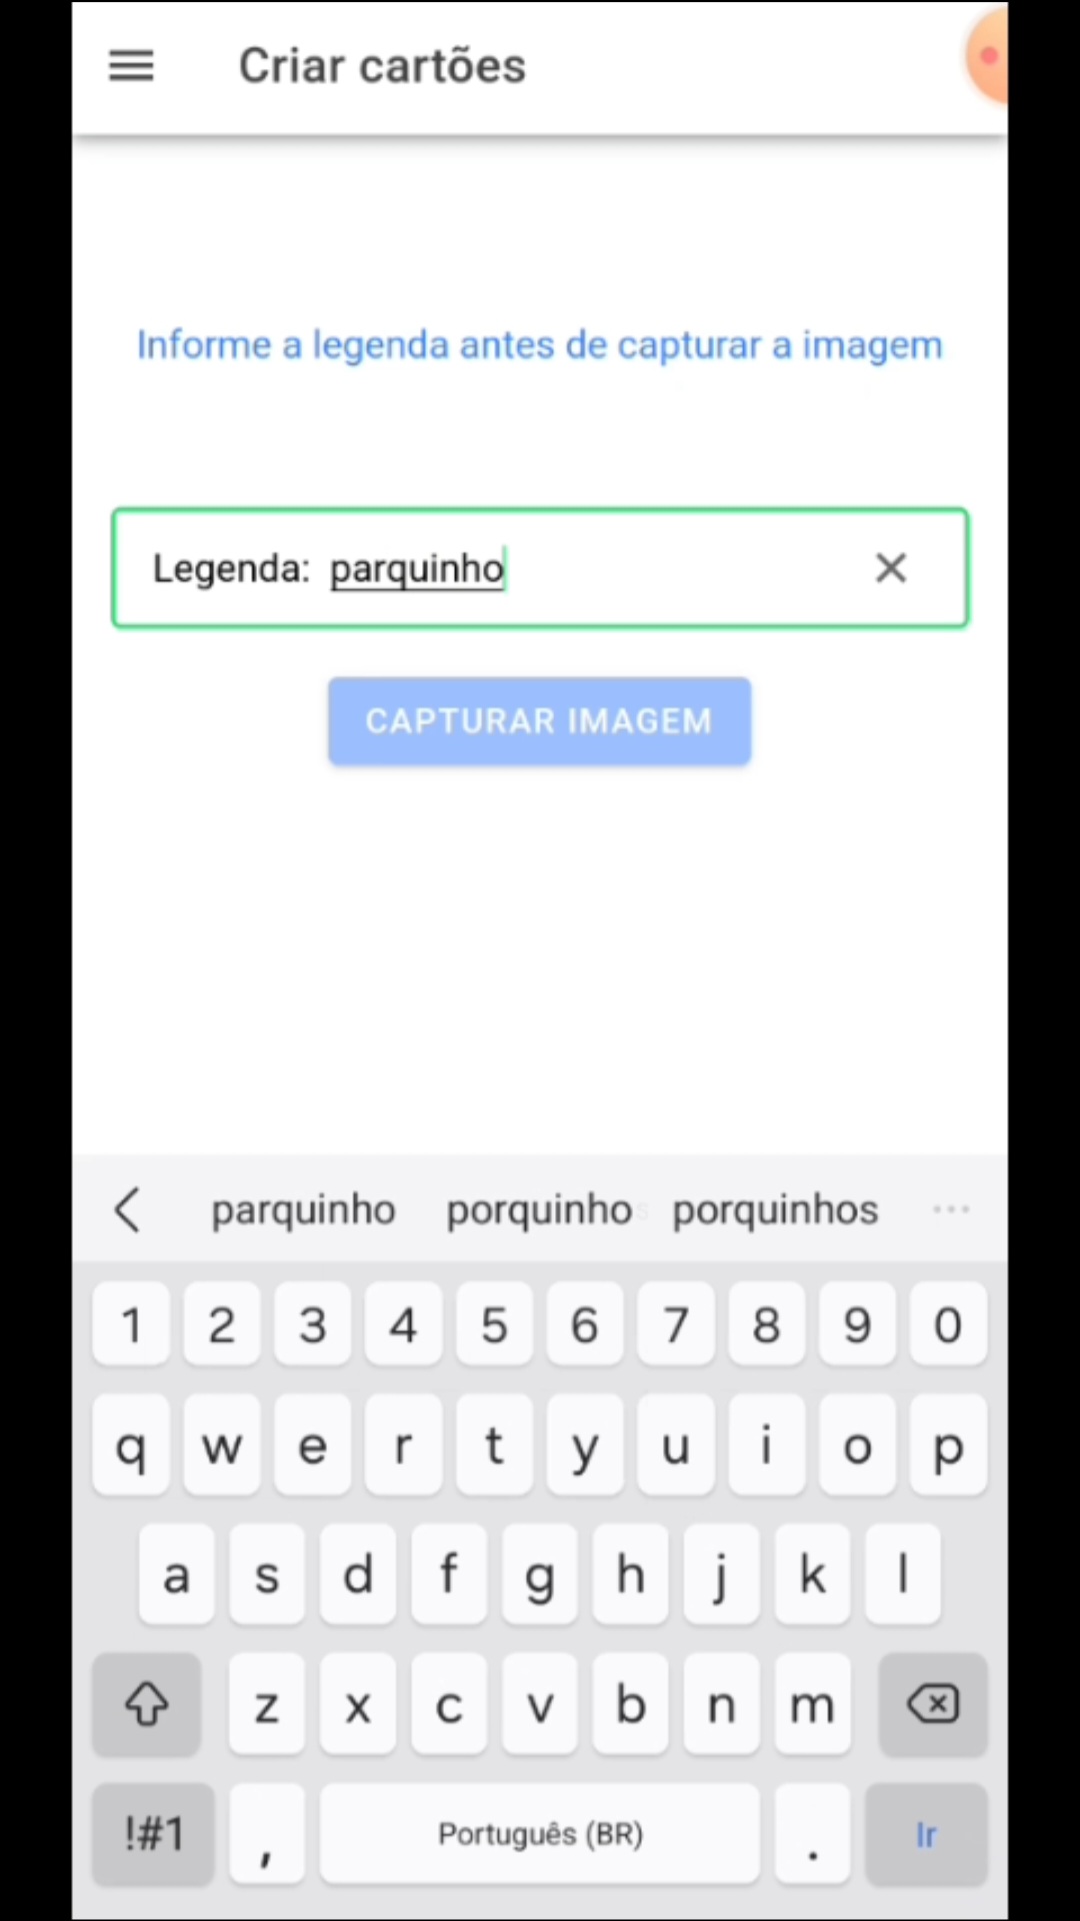 Criar cartões
Informe a legenda antes de capturar a imagem
Legenda: parquinho
CAPTURAR IMAGEM
parquinho porquinho porquinhos
1 2 3 4 5 6 7 8 9 0
q w e r t y u i o p
a s d f g h j k l
z x c v b n m
!#1 , Português (BR) . Ir